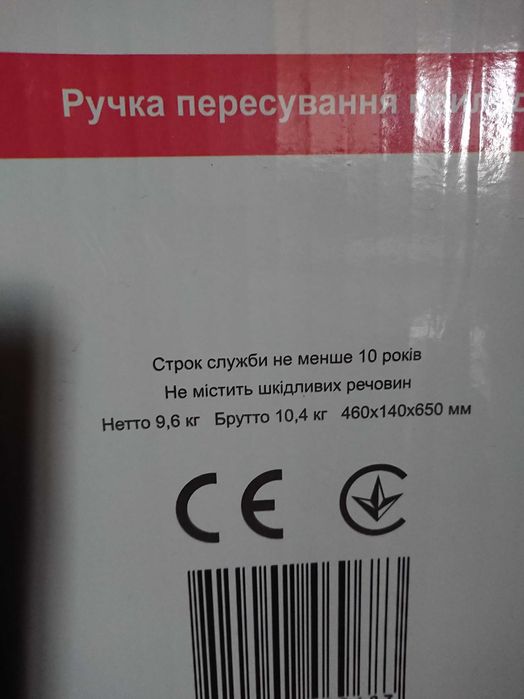 Ручка пересування
Строк служби не менше 10 років
Не містить шкідливих речовин
Нетто 9,6 кг Брутто 10,4 кг 460х140х650 мм
CE